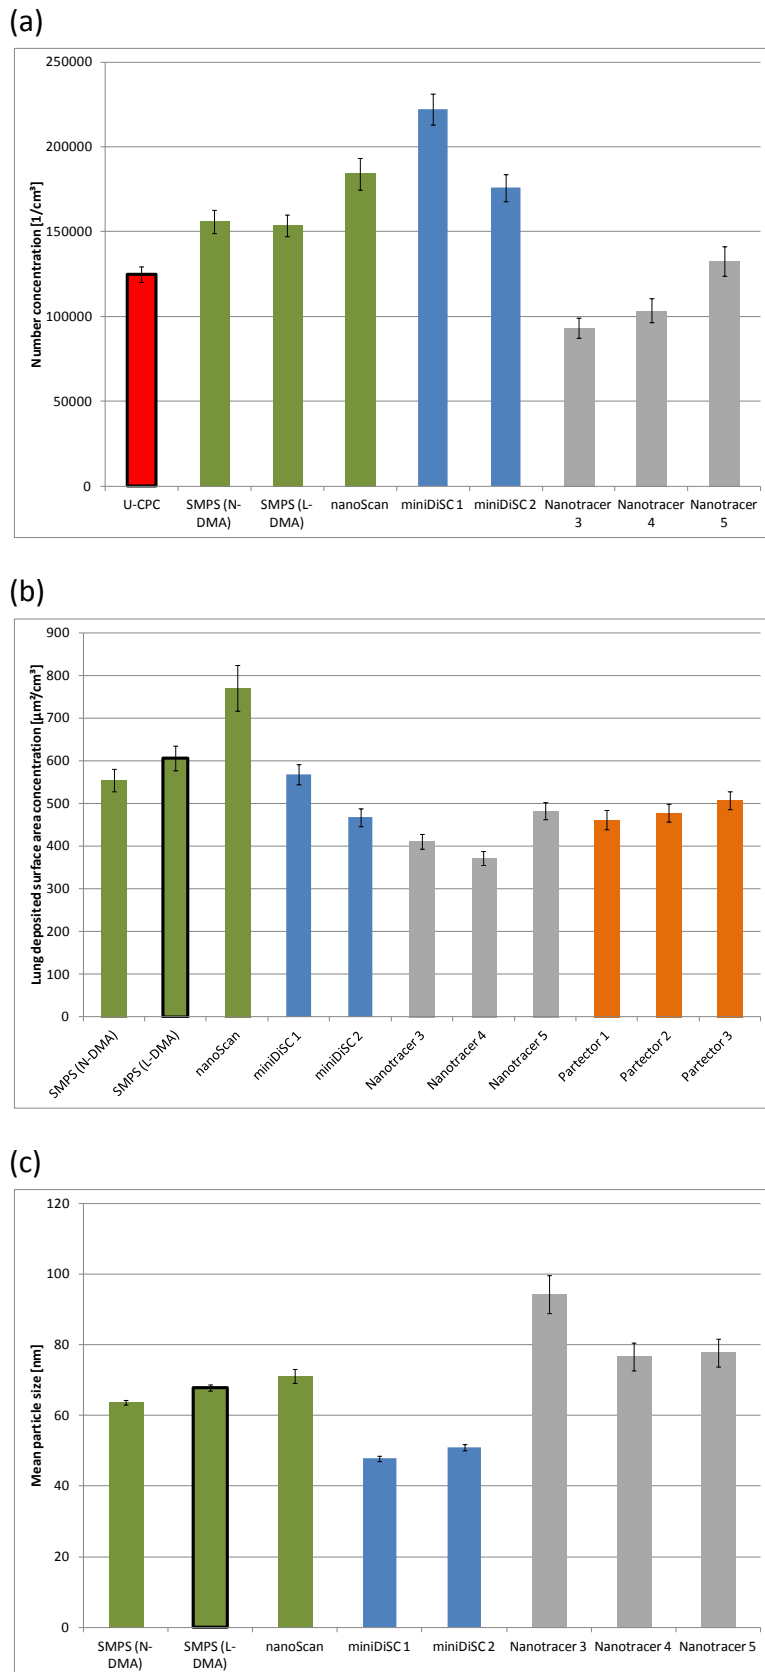 (a)
Number concentration [1/cm³]
250000
200000
150000
100000
50000
0
U-CPC
SMPS (N-
DMA)
SMPS (L-
DMA)
nanoScan
miniDiSC 1
miniDiSC 2
Nanotracer
3
Nanotracer
4
Nanotracer
5
(b)
Lung deposited surface area concentration [µm²/cm³]
900
800
700
600
500
400
300
200
100
0
SMPS (N-DMA)
SMPS (L-DMA)
nanoScan
miniDiSC 1
miniDiSC 2
Nanotracer 3
Nanotracer 4
Nanotracer 5
Partector 1
Partector 2
Partector 3
(c)
Mean particle size [nm]
120
100
80
60
40
20
0
SMPS (N-
DMA)
SMPS (L-
DMA)
nanoScan
miniDiSC 1
miniDiSC 2
Nanotracer 3
Nanotracer 4
Nanotracer 5